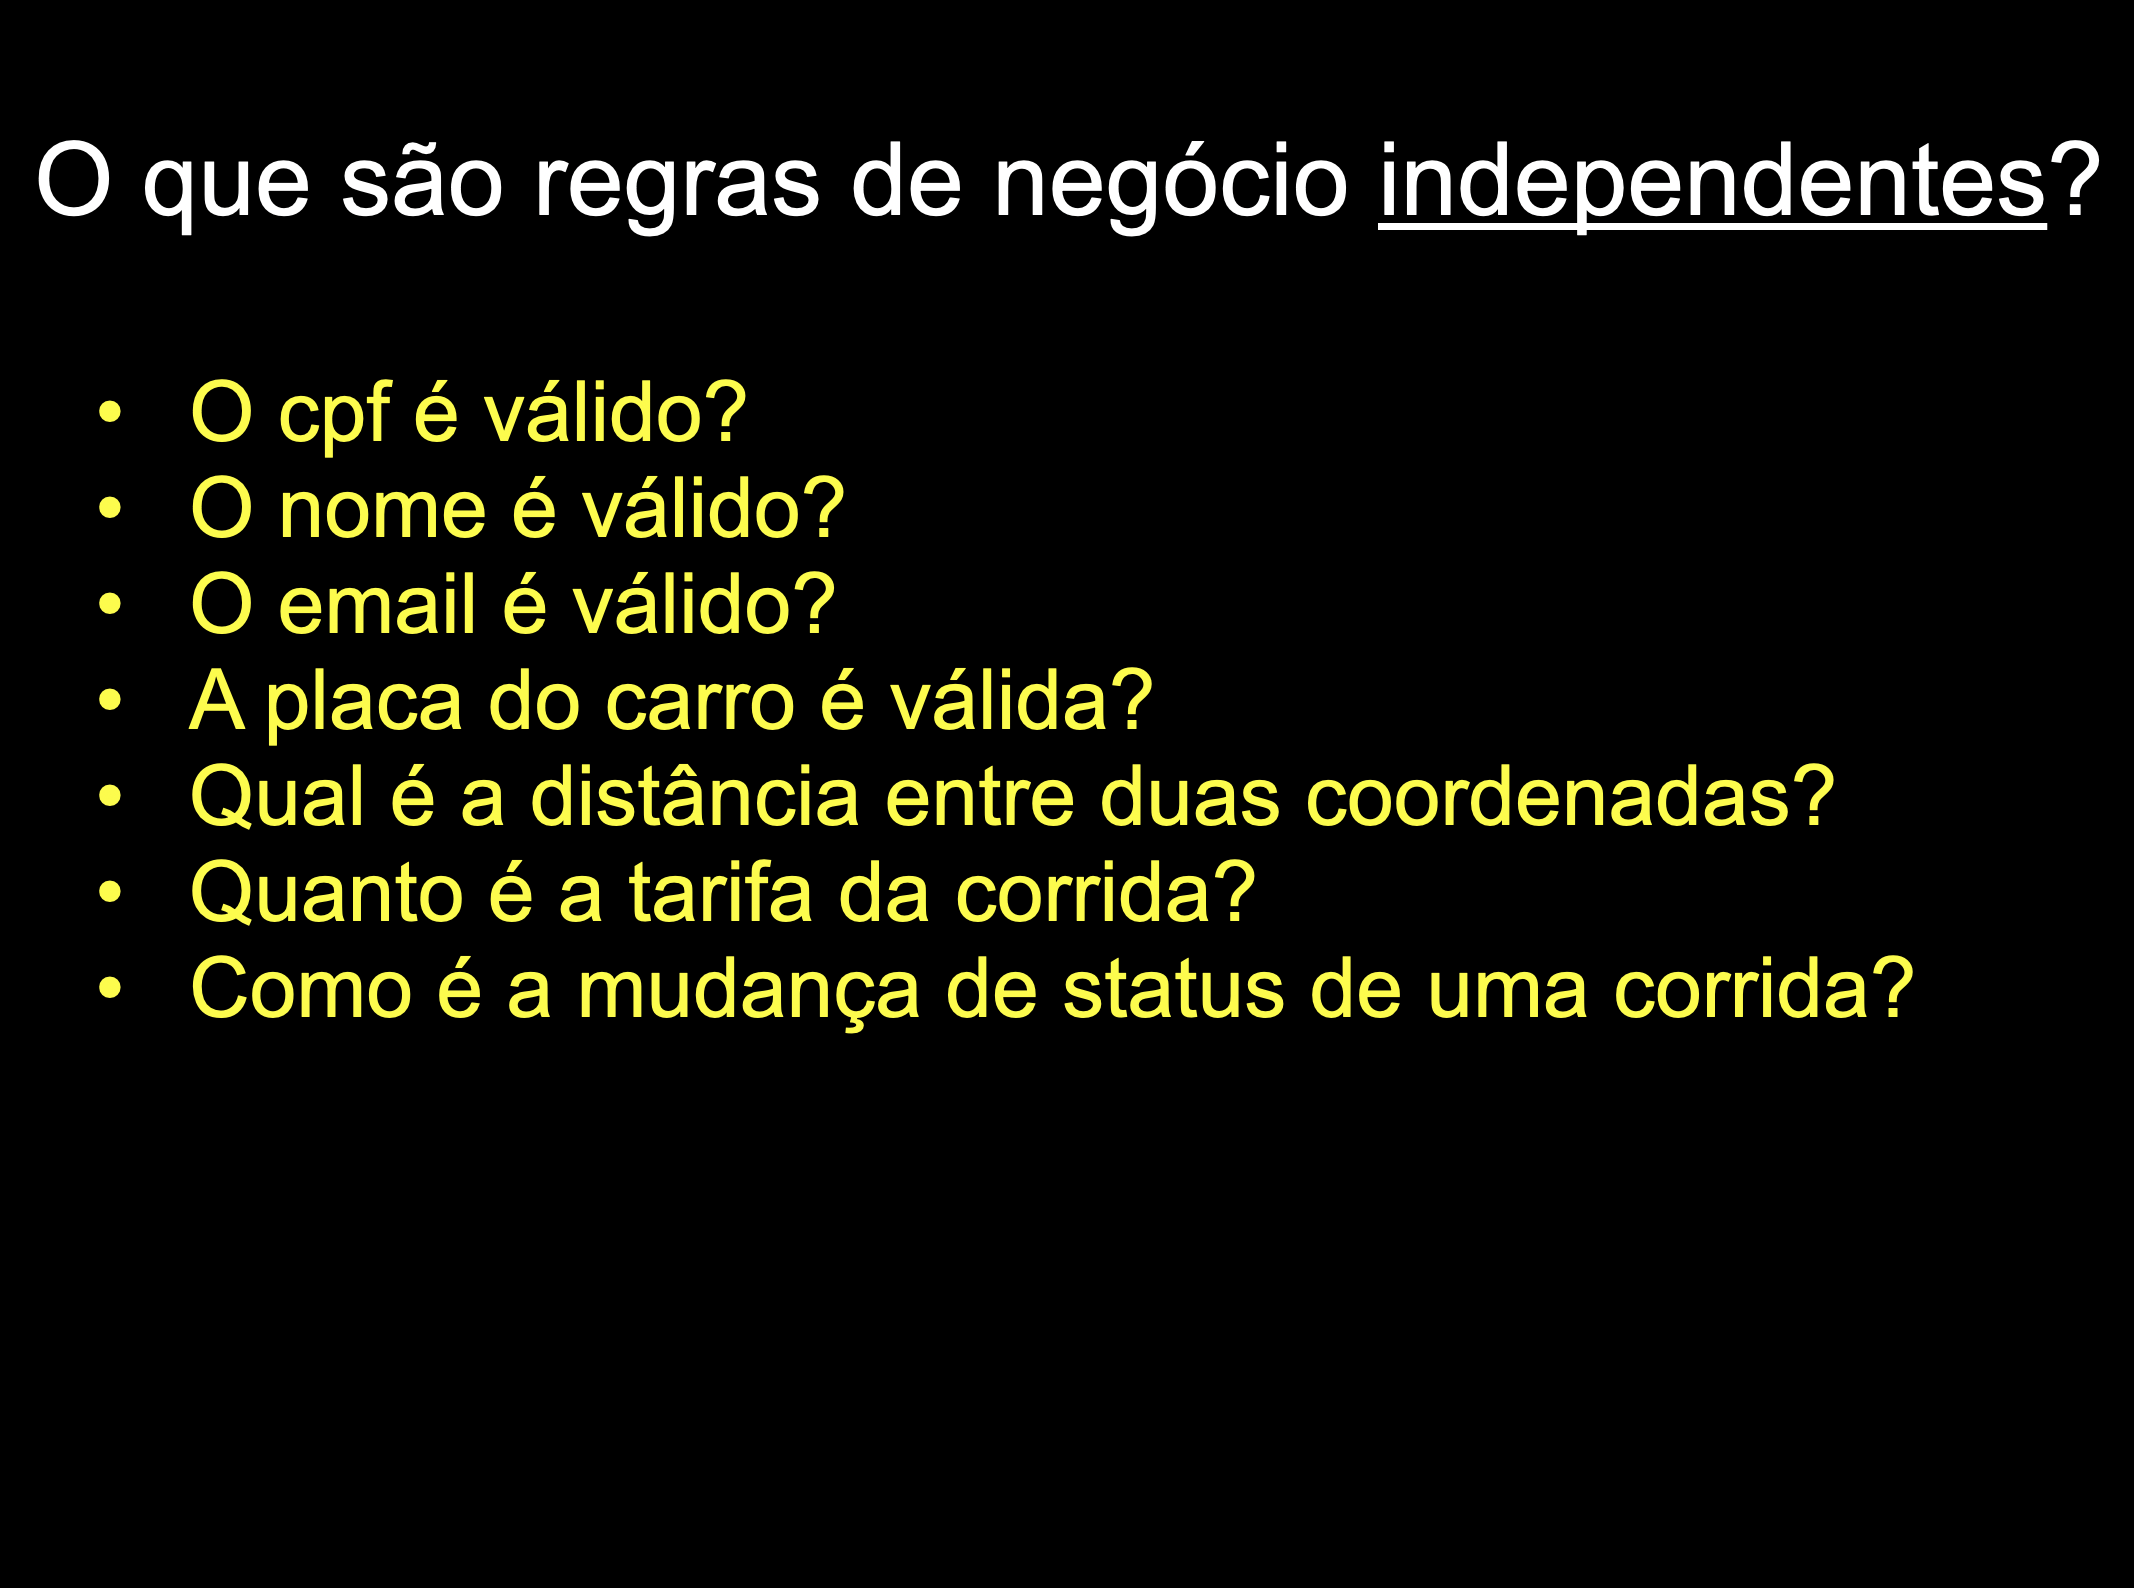 O que são regras de negócio independentes?
• O cpf é válido?
• O nome é válido?
• O email é válido?
• A placa do carro é válida?
• Qual é a distância entre duas coordenadas?
• Quanto é a tarifa da corrida?
• Como é a mudança de status de uma corrida?